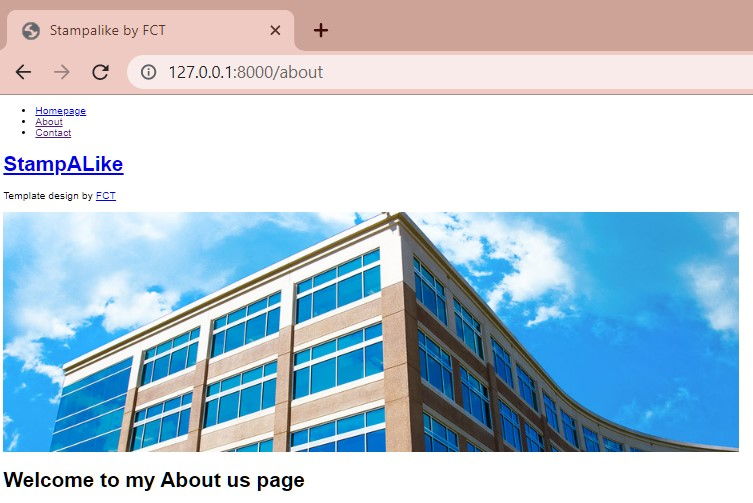 Stampalike by FCT
127.0.0.1:8000/about
Homepage
About
Contact
StampALike
Template design by FCT
Welcome to my About us page